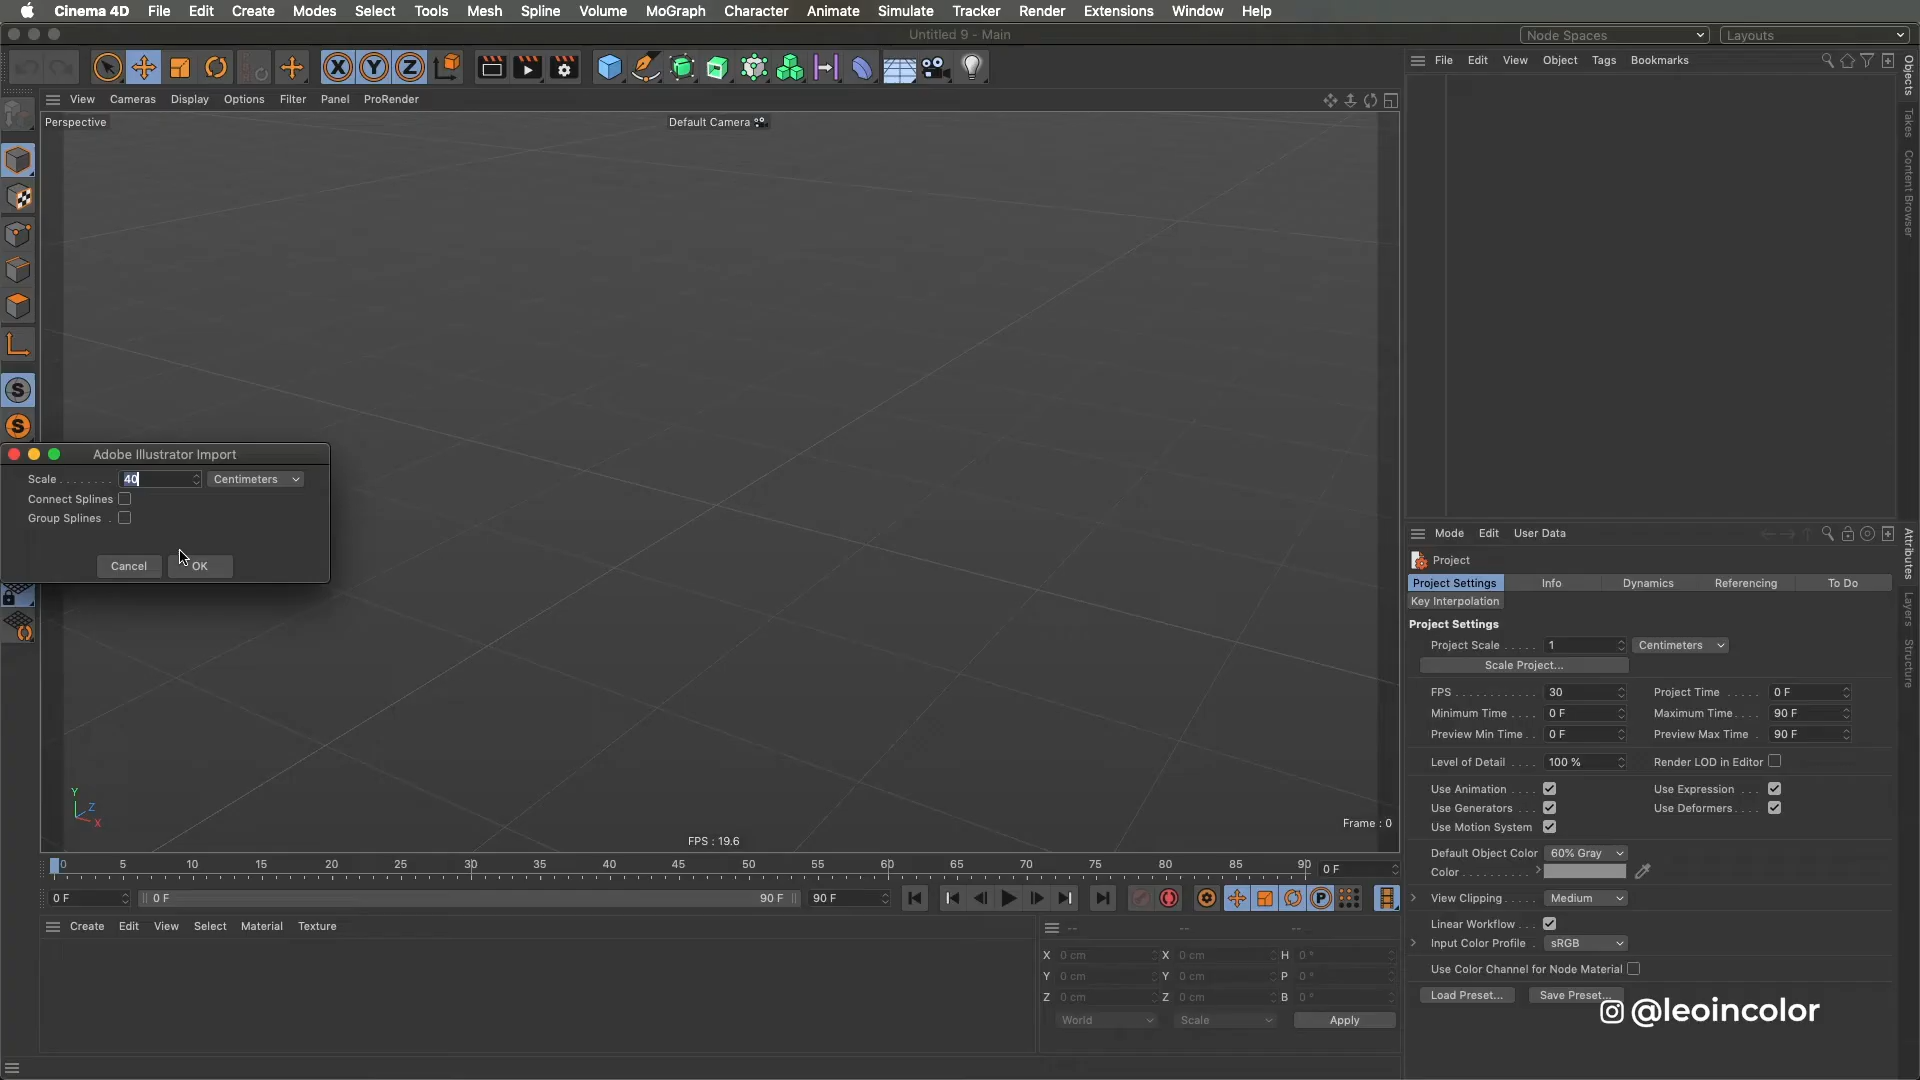 Cinema 4D File Edit Create Modes Select Tools Mesh Spline Volume MoGraph Character Animate Simulate Tracker Render Extensions Window Help
Untitled 9 - Main
Node Spaces
Layouts
X Y Z
File Edit View Object Tags Bookmarks
View Cameras Display Options Filter Panel ProRender
Perspective
Default Camera
Objects
Takes
Content Browser
S
S
Adobe Illustrator Import
Scale . . . . . . . . 40 Centimeters
Connect Splines
Group Splines .
Cancel OK
Mode Edit User Data
Project
Project Settings Info Dynamics Referencing To Do
Key Interpolation
Project Settings
Project Scale . . . . . 1 Centimeters
Scale Project...
FPS . . . . . . . . . . . . 30 Project Time . . . . . 0 F
Minimum Time . . . . 0 F Maximum Time . . . . 90 F
Preview Min Time . . 0 F Preview Max Time . 90 F
Level of Detail . . . . 100 % Render LOD in Editor
Use Animation . . . . Use Expression . . .
Use Generators . . . Use Deformers . . . .
Use Motion System
Default Object Color 60% Gray
Color . . . . . . . . . .
View Clipping . . . . . Medium
Linear Workflow . . .
Input Color Profile . sRGB
Use Color Channel for Node Material
Load Preset... Save Preset...
@leoincolor
Attributes
Layers
Structure
Y
Z
X
FPS : 19.6
Frame : 0
0 5 10 15 20 25 30 35 40 45 50 55 60 65 70 75 80 85 90 0 F
0 F 0 F 90 F 90 F
P
Create Edit View Select Material Texture
-- -- --
X 0 cm X 0 cm H 0 °
Y 0 cm Y 0 cm P 0 °
Z 0 cm Z 0 cm B 0 °
World Scale Apply